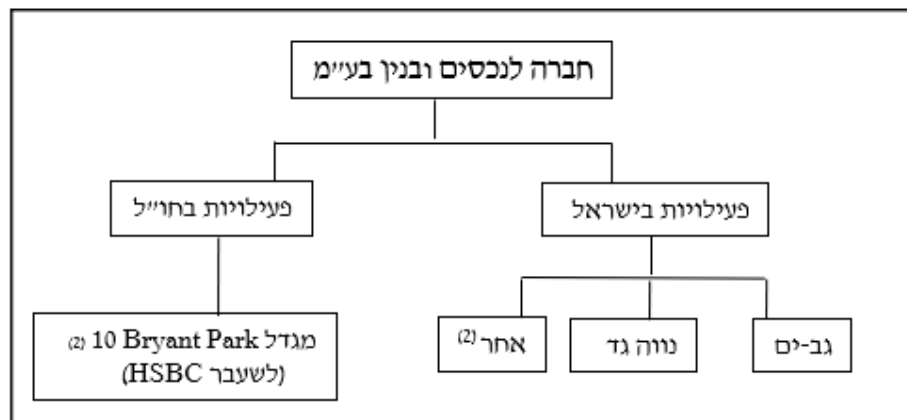 חברה לנכסים ובנין בע״מ
פעילויות בישראל
פעילויות בחו״ל
גב-ים
נווה גד
אחר (2)
מגדל 10 Bryant Park (2)
(לשעבר HSBC)